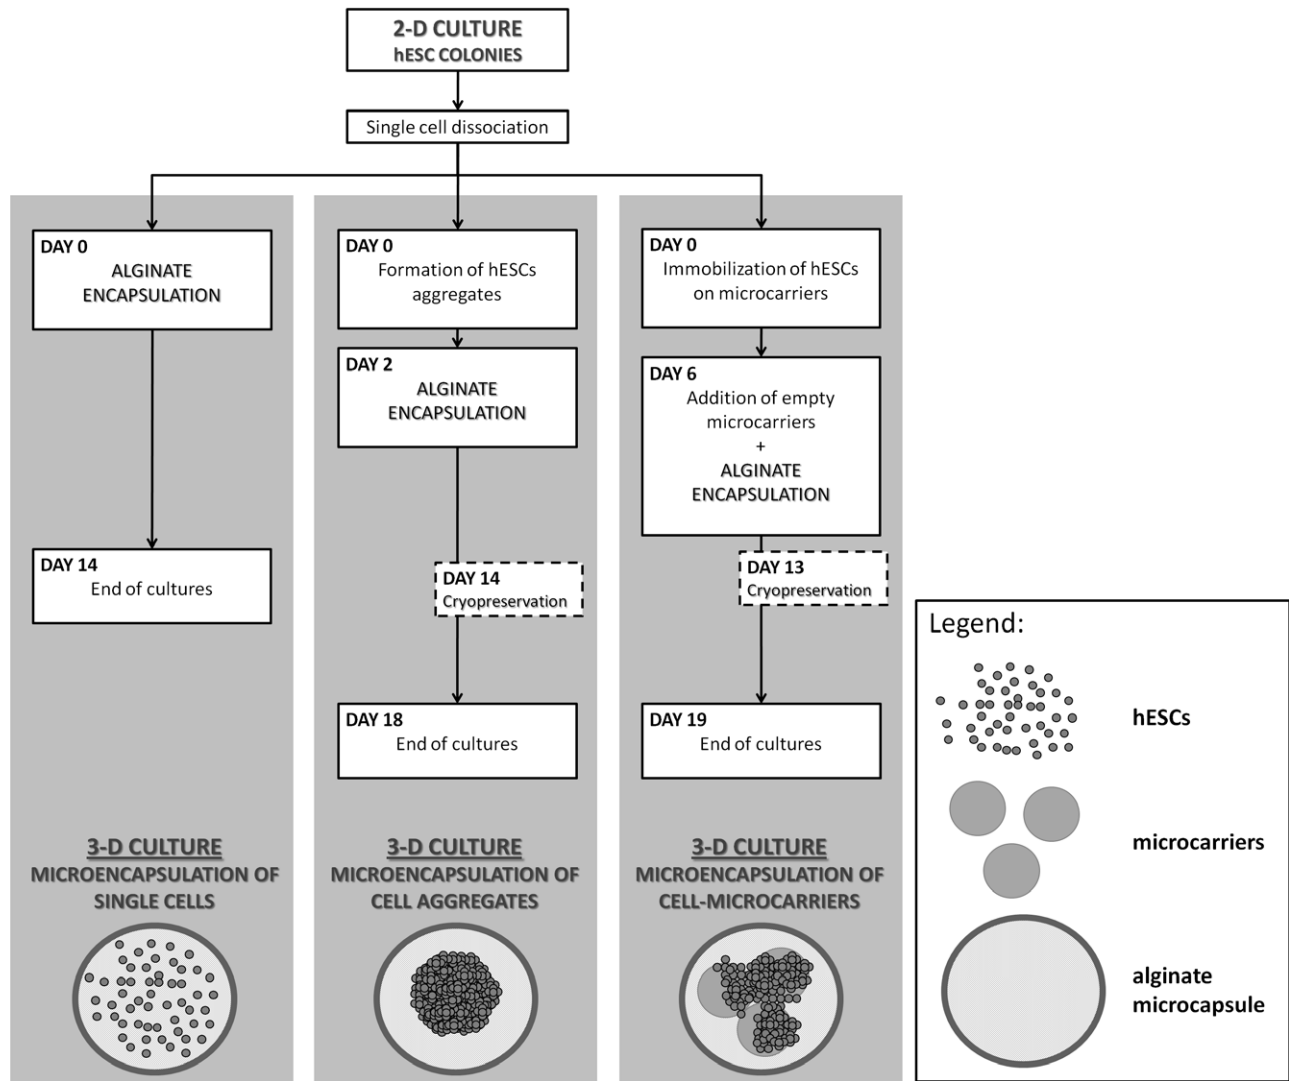 2-D CULTURE
hESC COLONIES
Single cell dissociation
DAY 0
ALGINATE
ENCAPSULATION
DAY 14
End of cultures
3-D CULTURE
MICROENCAPSULATION OF
SINGLE CELLS
DAY 0
Formation of hESCs
aggregates
DAY 2
ALGINATE
ENCAPSULATION
DAY 14
Cryopreservation
DAY 18
End of cultures
3-D CULTURE
MICROENCAPSULATION OF
CELL AGGREGATES
DAY 0
Immobilization of hESCs
on microcarriers
DAY 6
Addition of empty
microcarriers
+
ALGINATE
ENCAPSULATION
DAY 13
Cryopreservation
DAY 19
End of cultures
3-D CULTURE
MICROENCAPSULATION OF
CELL-MICROCARRIERS
Legend:
hESCs
microcarriers
alginate
microcapsule